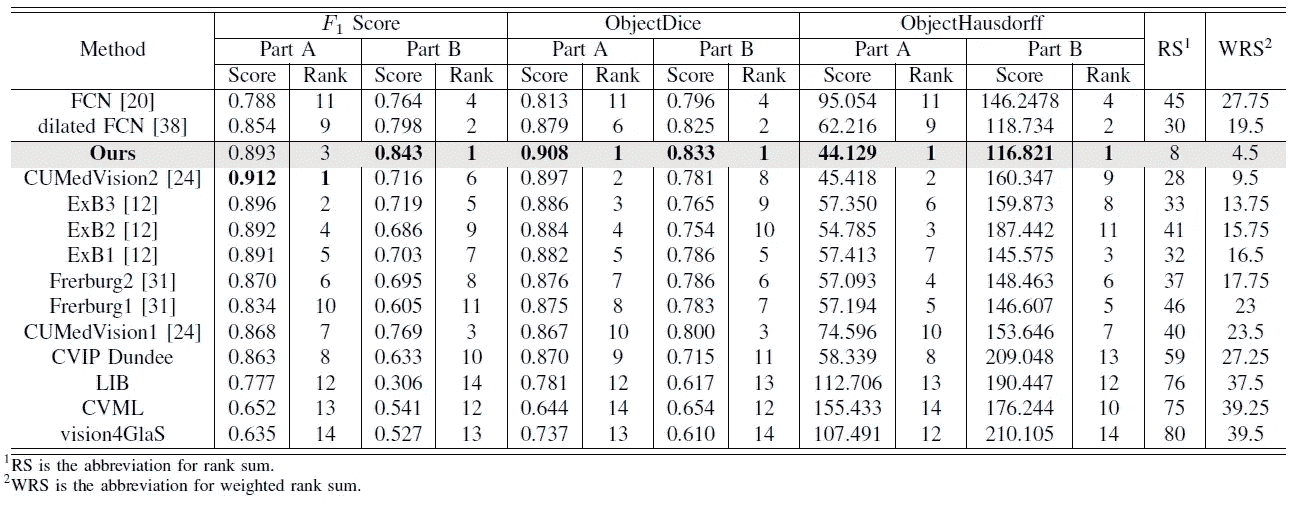 F1 Score ObjectDice ObjectHausdorff
Method Part A Part B Part A Part B Part A Part B RS1 WRS2
Score Rank Score Rank Score Rank Score Rank Score Rank Score Rank
FCN [20] 0.788 11 0.764 4 0.813 11 0.796 4 95.054 11 146.2478 4 45 27.75
dilated FCN [38] 0.854 9 0.798 2 0.879 6 0.825 2 62.216 9 118.734 2 30 19.5
Ours 0.893 3 0.843 1 0.908 1 0.833 1 44.129 1 116.821 1 8 4.5
CUMedVision2 [24] 0.912 1 0.716 6 0.897 2 0.781 8 45.418 2 160.347 9 28 9.5
ExB3 [12] 0.896 2 0.719 5 0.886 3 0.765 9 57.350 6 159.873 8 33 13.75
ExB2 [12] 0.892 4 0.686 9 0.884 4 0.754 10 54.785 3 187.442 11 41 15.75
ExB1 [12] 0.891 5 0.703 7 0.882 5 0.786 5 57.413 7 145.575 3 32 16.5
Frerburg2 [31] 0.870 6 0.695 8 0.876 7 0.786 6 57.093 4 148.463 6 37 17.75
Frerburg1 [31] 0.834 10 0.605 11 0.875 8 0.783 7 57.194 5 146.607 5 46 23
CUMedVision1 [24] 0.868 7 0.769 3 0.867 10 0.800 3 74.596 10 153.646 7 40 23.5
CVIP Dundee 0.863 8 0.633 10 0.870 9 0.715 11 58.339 8 209.048 13 59 27.25
LIB 0.777 12 0.306 14 0.781 12 0.617 13 112.706 13 190.447 12 76 37.5
CVML 0.652 13 0.541 12 0.644 14 0.654 12 155.433 14 176.244 10 75 39.25
vision4GlaS 0.635 14 0.527 13 0.737 13 0.610 14 107.491 12 210.105 14 80 39.5
1RS is the abbreviation for rank sum.
2WRS is the abbreviation for weighted rank sum.